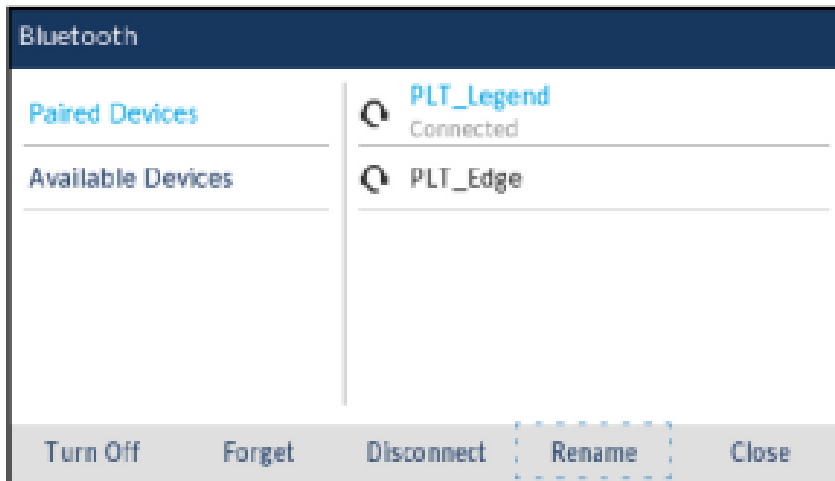 Bluetooth
Paired Devices
Available Devices
PLT_Legend
Connected
PLT_Edge
Turn Off Forget Disconnect Rename Close